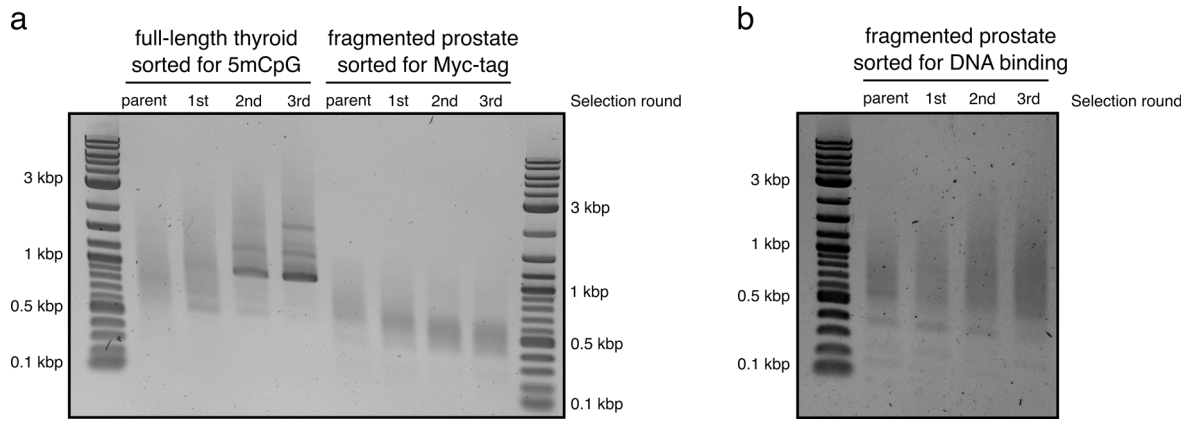 a
full-length thyroid
sorted for 5mCpG
fragmented prostate
sorted for Myc-tag
parent 1st 2nd 3rd
parent 1st 2nd 3rd
Selection round
3 kbp
1 kbp
0.5 kbp
0.1 kbp
3 kbp
1 kbp
0.5 kbp
0.1 kbp
b
fragmented prostate
sorted for DNA binding
parent 1st 2nd 3rd
Selection round
3 kbp
1 kbp
0.5 kbp
0.1 kbp